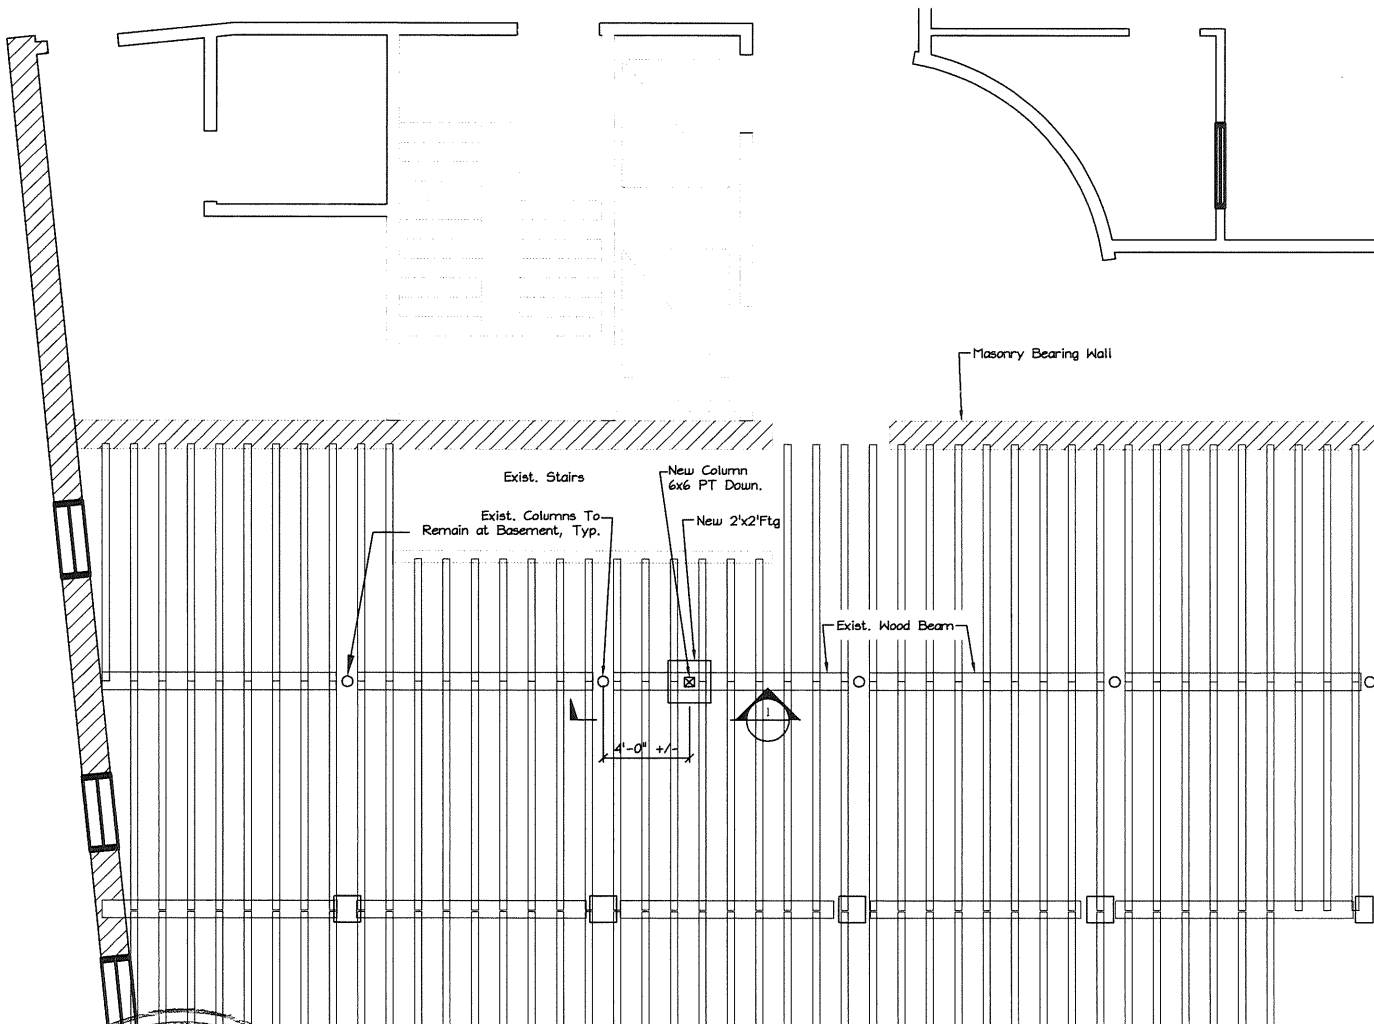 Masonry Bearing Wall
Exist. Stairs
New Column
6x6 PT Down.
Exist. Columns To
Remain at Basement, Typ.
New 2'x2'Ftg
Exist. Wood Beam
1
4'-0" +/-